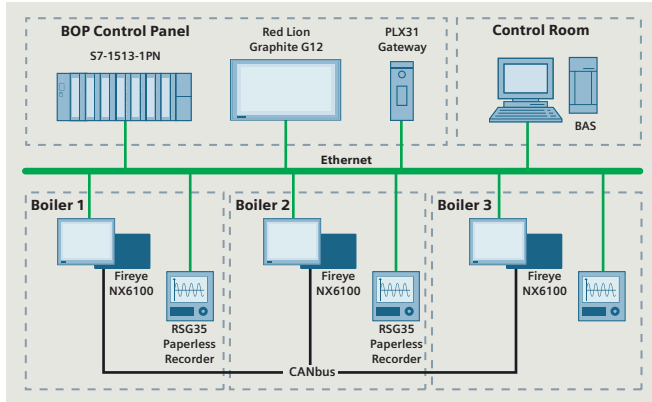 BOP Control Panel
S7-1513-1PN
Red Lion
Graphite G12
PLX31
Gateway
Control Room
BAS
Ethernet
Boiler 1
Fireye
NX6100
RSG35
Paperless
Recorder
Boiler 2
Fireye
NX6100
RSG35
Paperless
Recorder
Boiler 3
Fireye
NX6100
CANbus